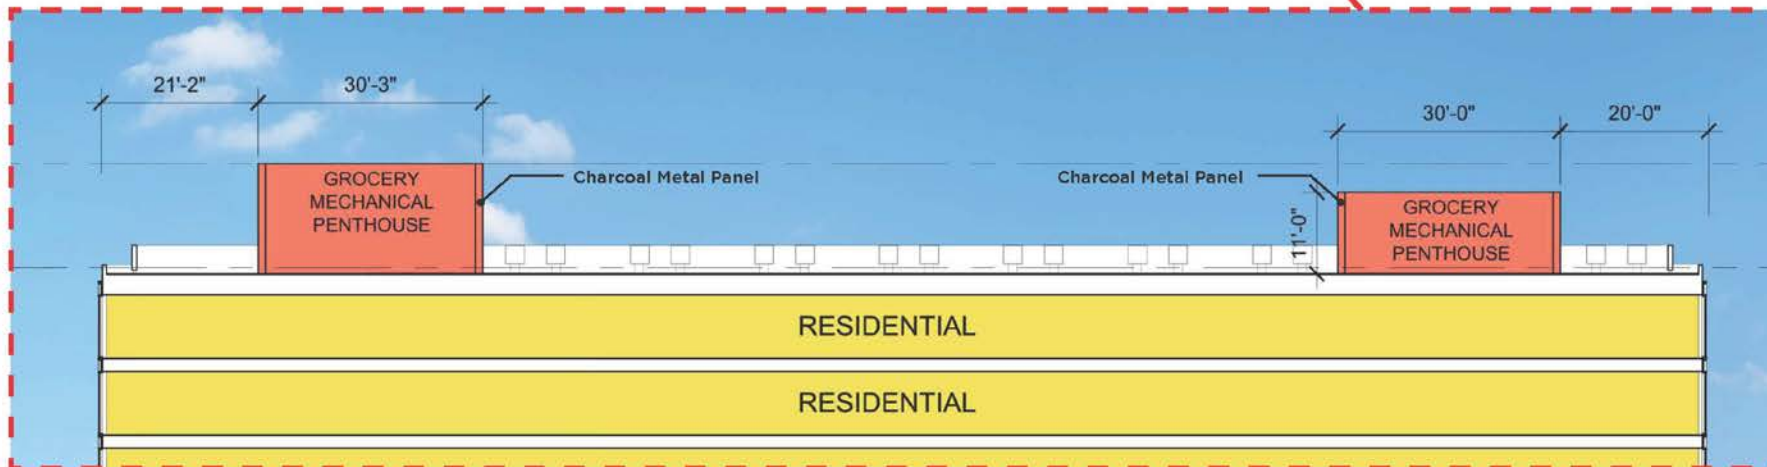 21'-2"
30'-3"
30'-0"
20'-0"
Charcoal Metal Panel
Charcoal Metal Panel
GROCERY
MECHANICAL
PENTHOUSE
11'-0"
GROCERY
MECHANICAL
PENTHOUSE
RESIDENTIAL
RESIDENTIAL